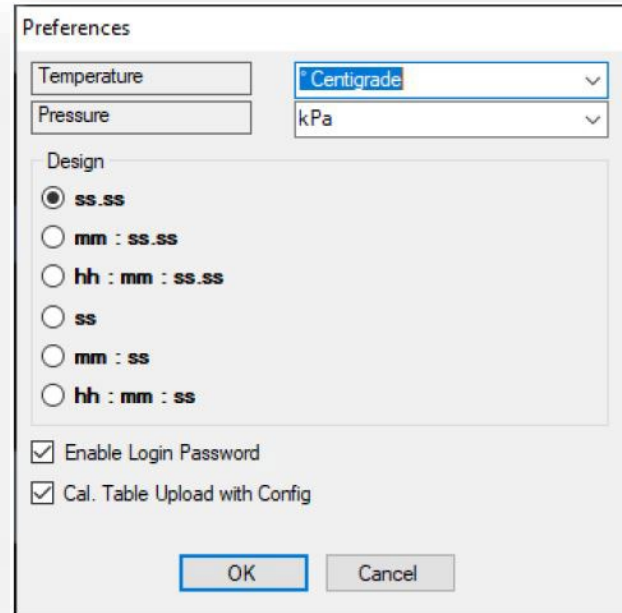 Preferences
Temperature ° Centigrade
Pressure kPa
Design
ss.ss
mm : ss.ss
hh : mm : ss.ss
ss
mm : ss
hh : mm : ss
Enable Login Password
Cal. Table Upload with Config
OK Cancel